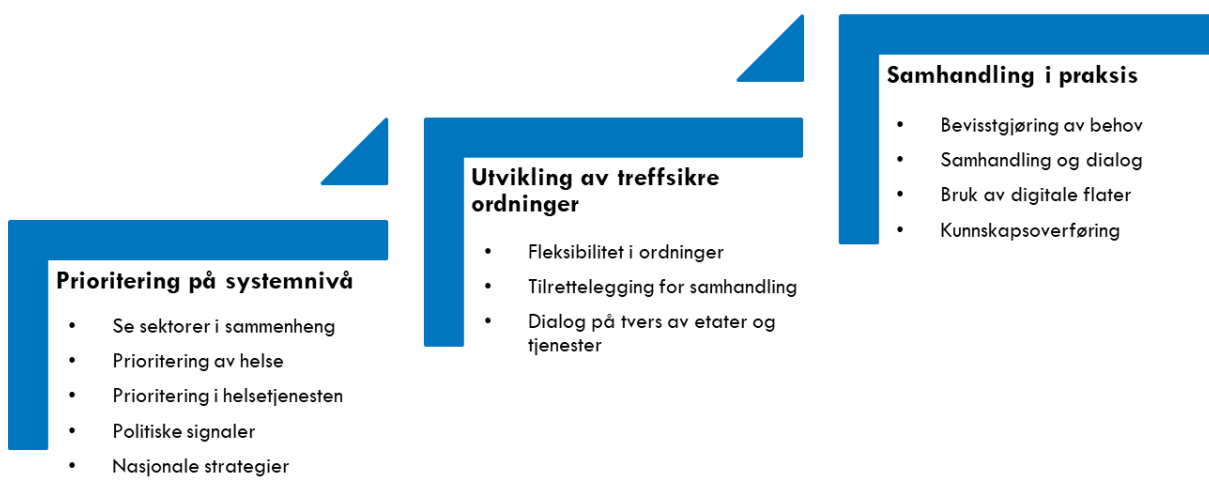 Prioritering på systemnivå
• Se sektorer i sammenheng
• Prioritering av helse
• Prioritering i helsetjenesten
• Politiske signaler
• Nasjonale strategier
Utvikling av treffsikre
ordninger
• Fleksibilitet i ordninger
• Tilrettelegging for samhandling
• Dialog på tvers av etater og
tjenester
Samhandling i praksis
• Bevisstgjøring av behov
• Samhandling og dialog
• Bruk av digitale flater
• Kunnskapsoverføring